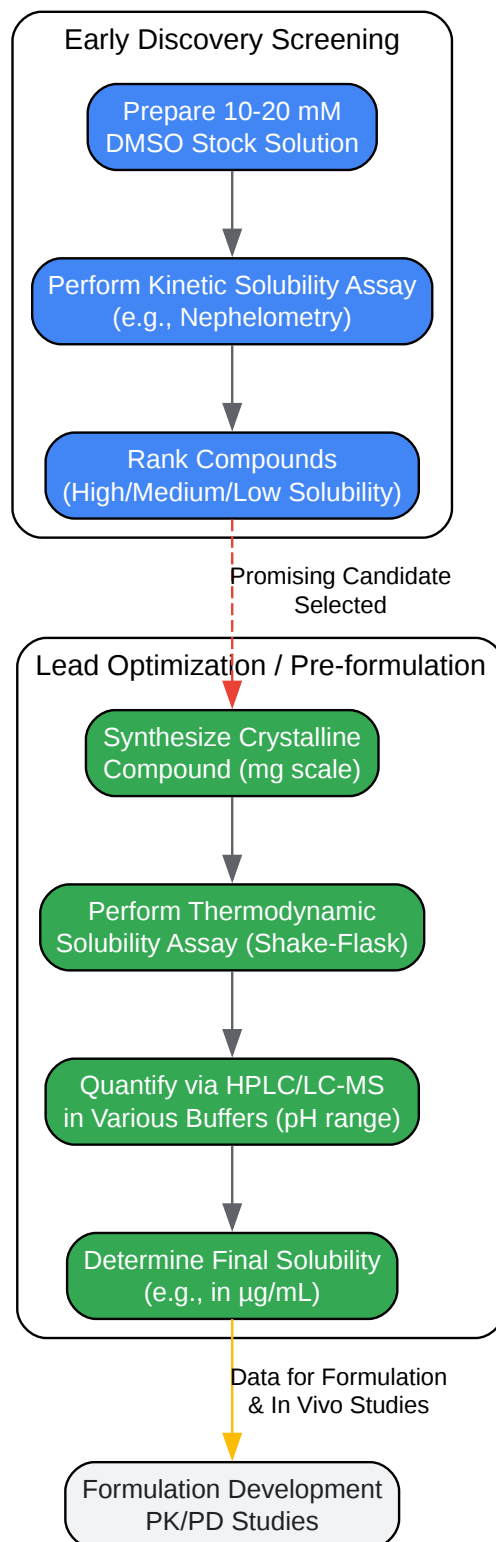 Early Discovery Screening
Prepare 10-20 mM
DMSO Stock Solution
Perform Kinetic Solubility Assay
(e.g., Nephelometry)
Rank Compounds
(High/Medium/Low Solubility)
Promising Candidate
Selected
Lead Optimization / Pre-formulation
Synthesize Crystalline
Compound (mg scale)
Perform Thermodynamic
Solubility Assay (Shake-Flask)
Quantify via HPLC/LC-MS
in Various Buffers (pH range)
Determine Final Solubility
(e.g., in µg/mL)
Data for Formulation
& In Vivo Studies
Formulation Development
PK/PD Studies